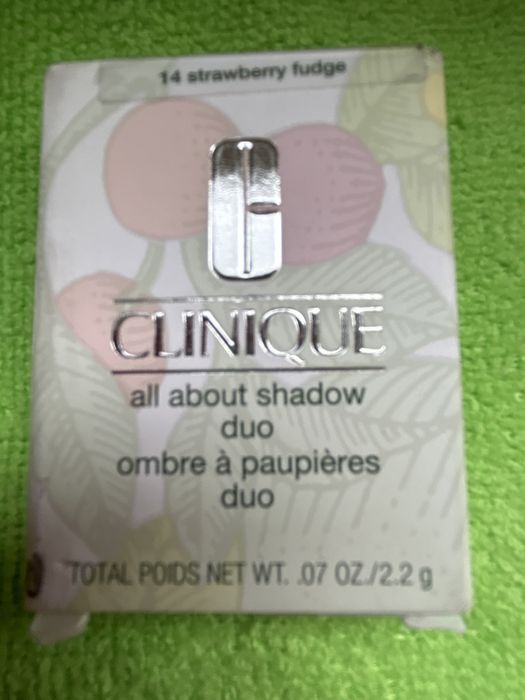 14 strawberry fudge
CLINIQUE
all about shadow
duo
ombre à paupières
duo
TOTAL POIDS NET WT. .07 OZ./2.2 g